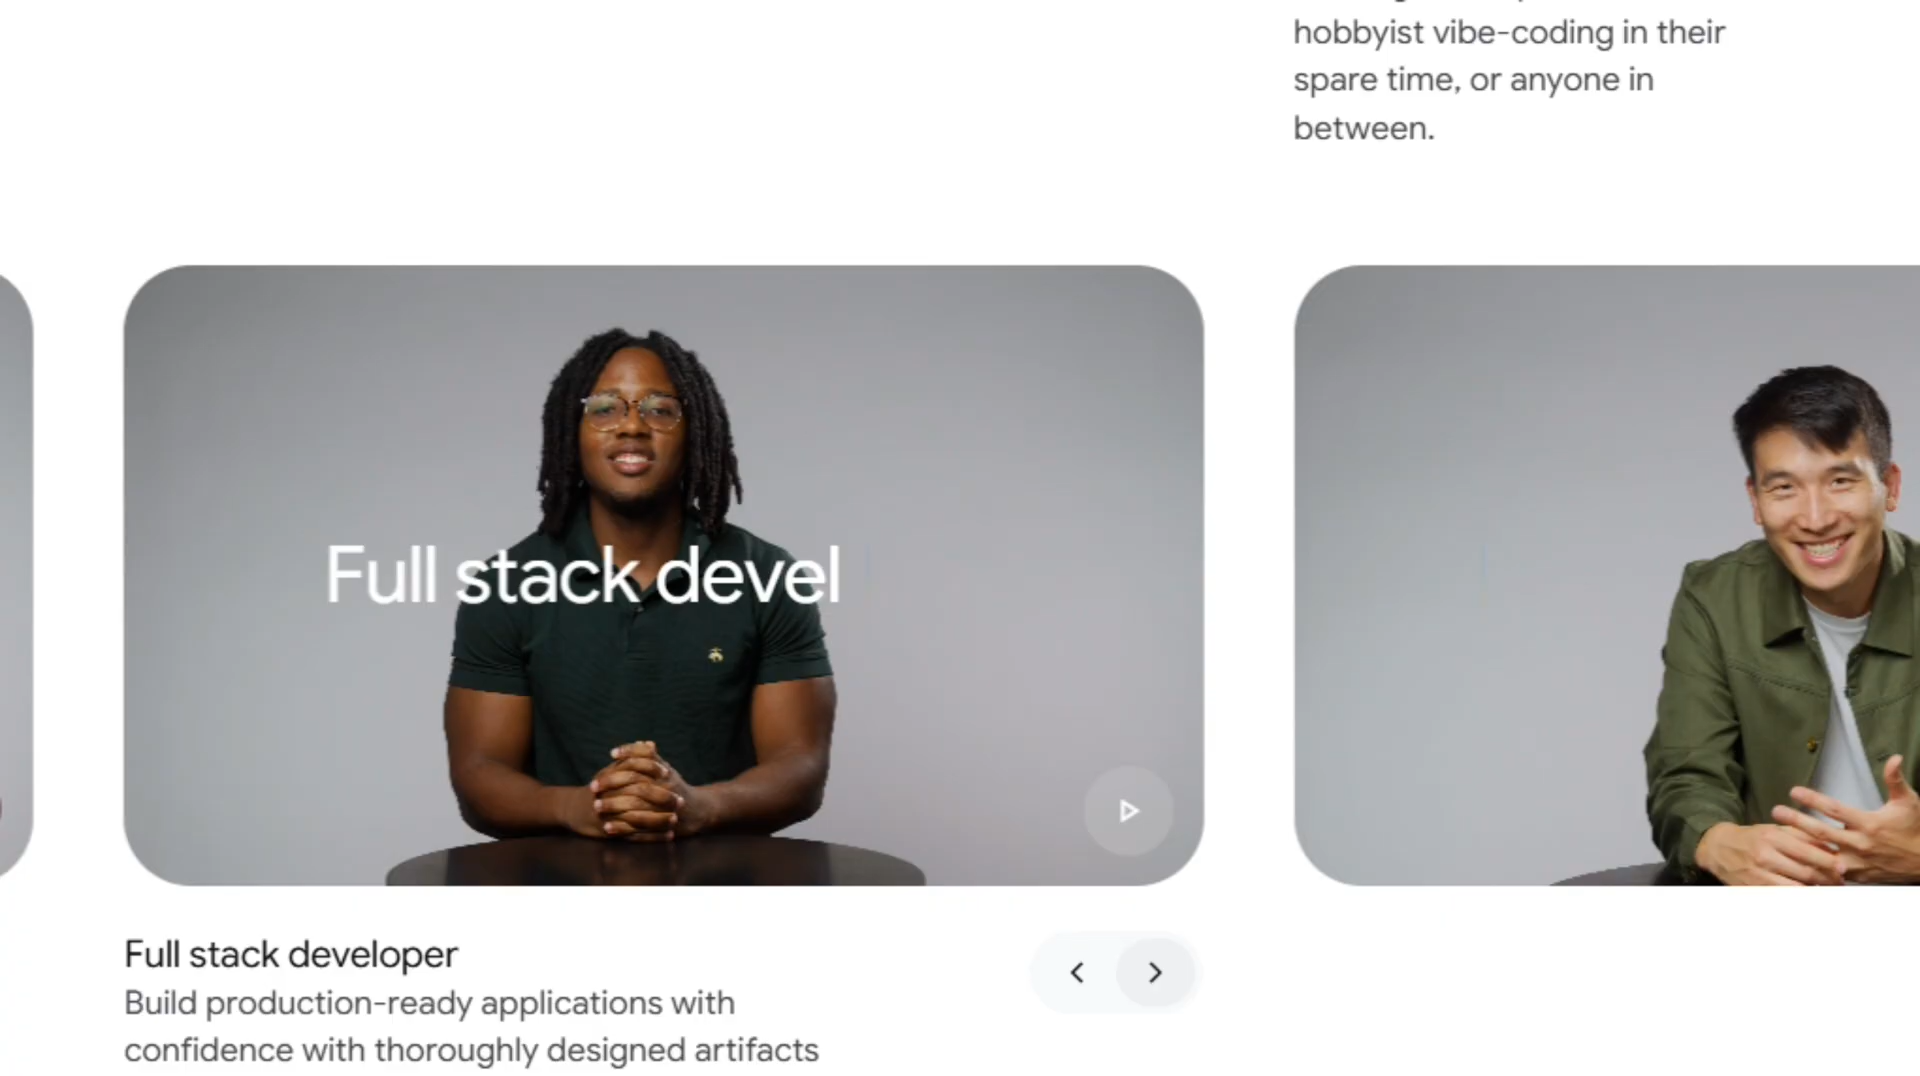 hobbyist vibe-coding in their
spare time, or anyone in
between.
Full stack devel
Full stack developer
Build production-ready applications with
confidence with thoroughly designed artifacts